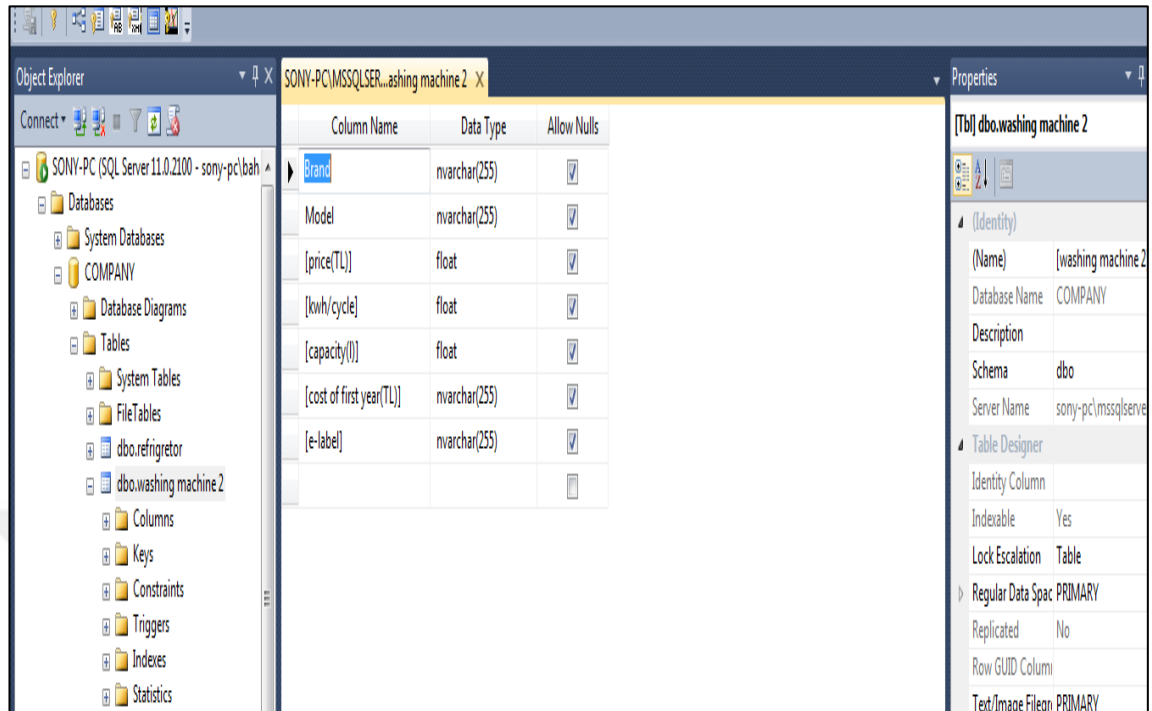 Object Explorer
Connect
SONY-PC (SQL Server 11.0.2100 - sony-pc\bah
Databases
System Databases
COMPANY
Database Diagrams
Tables
System Tables
FileTables
dbo.refrigretor
dbo.washing machine 2
Columns
Keys
Constraints
Triggers
Indexes
Statistics
SONY-PC\MSSQLSER...ashing machine 2 X
Column Name Data Type Allow Nulls
Brand nvarchar(255)
Model nvarchar(255)
[price(TL)] float
[kwh/cycle] float
[capacity(l)] float
[cost of first year(TL)] nvarchar(255)
[e-label] nvarchar(255)
Properties
[Tbl] dbo.washing machine 2
(Identity)
(Name) [washing machine 2
Database Name COMPANY
Description
Schema dbo
Server Name sony-pc\mssqlserve
Table Designer
Identity Column
Indexable Yes
Lock Escalation Table
Regular Data Spac PRIMARY
Replicated No
Row GUID Colum
Text/Image Filegr PRIMARY